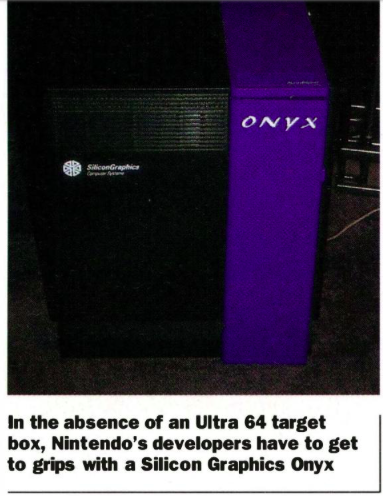 ONYX
SiliconGraphics
Computer Systems
In the absence of an Ultra 64 target
box, Nintendo's developers have to get
to grips with a Silicon Graphics Onyx